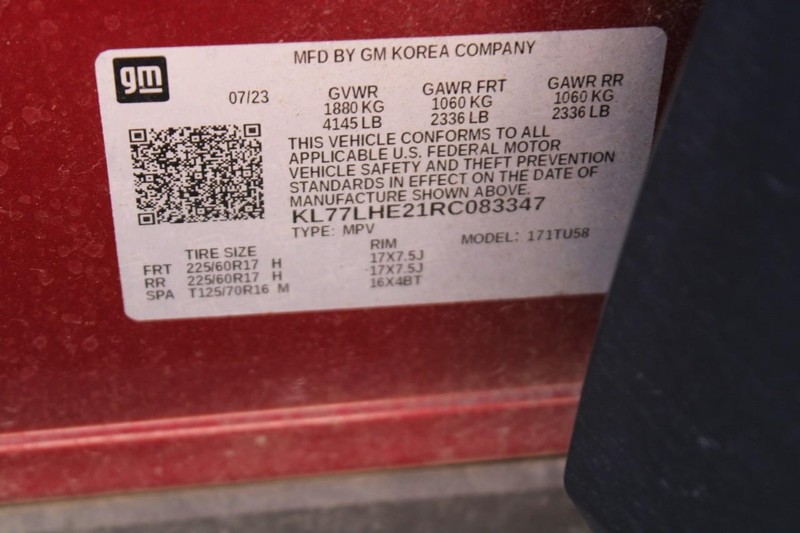 gm
MFD BY GM KOREA COMPANY
07/23
GVWR GAWR FRT GAWR RR
1880 KG 1060 KG 1060 KG
4145 LB 2336 LB 2336 LB
THIS VEHICLE CONFORMS TO ALL
APPLICABLE U.S. FEDERAL MOTOR
VEHICLE SAFETY AND THEFT PREVENTION
STANDARDS IN EFFECT ON THE DATE OF
MANUFACTURE SHOWN ABOVE.
KL77LHE21RC083347
TYPE: MPV MODEL: 171TU58
TIRE SIZE RIM
FRT 225/60R17 H 17X7.5J
RR 225/60R17 H 17X7.5J
SPA T125/70R16 M 16X4BT